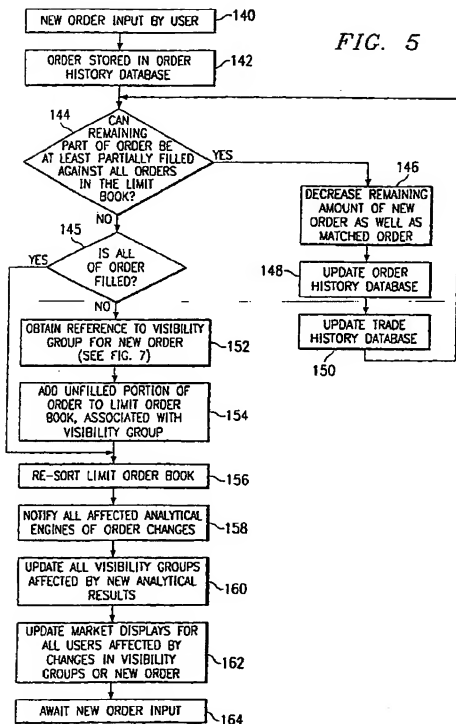 FIG. 5
NEW ORDER INPUT BY USER
140
ORDER STORED IN ORDER
HISTORY DATABASE
142
144
CAN
REMAINING
PART OF ORDER BE
AT LEAST PARTIALLY FILLED
AGAINST ALL ORDERS
IN THE LIMIT
BOOK?
YES
NO
146
DECREASE REMAINING
AMOUNT OF NEW
ORDER AS WELL AS
MATCHED ORDER
148
UPDATE ORDER
HISTORY DATABASE
UPDATE TRADE
HISTORY DATABASE
150
145
YES
IS ALL
OF ORDER
FILLED?
NO
OBTAIN REFERENCE TO VISIBILITY
GROUP FOR NEW ORDER
(SEE FIG. 7)
152
ADD UNFILLED PORTION OF
ORDER TO LIMIT ORDER
BOOK, ASSOCIATED WITH
VISIBILITY GROUP
154
RE-SORT LIMIT ORDER BOOK
156
NOTIFY ALL AFFECTED ANALYTICAL
ENGINES OF ORDER CHANGES
158
UPDATE ALL VISIBILITY GROUPS
AFFECTED BY NEW ANALYTICAL
RESULTS
160
UPDATE MARKET DISPLAYS FOR
ALL USERS AFFECTED BY
CHANGES IN VISIBILITY
GROUPS OR NEW ORDER
162
AWAIT NEW ORDER INPUT
164